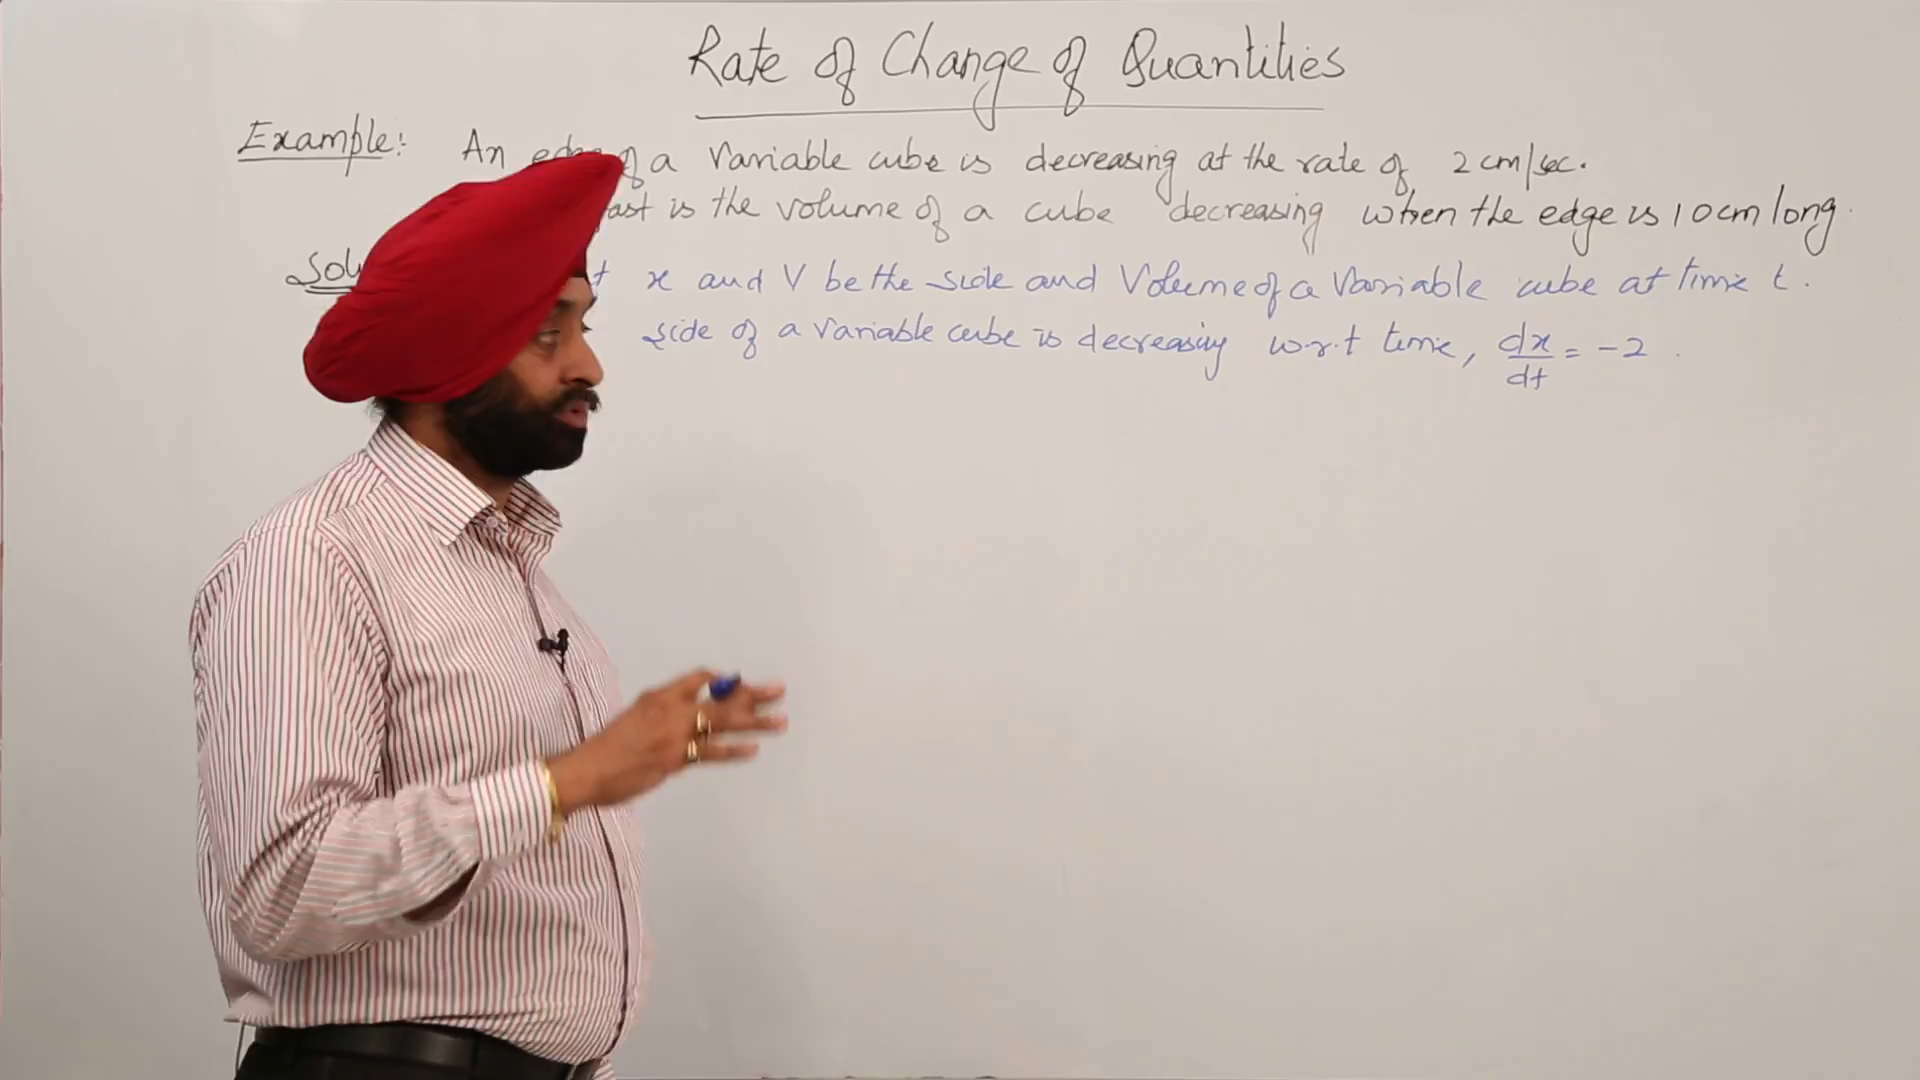 Rate of Change of Quantities
Example: An edge of a variable cube is decreasing at the rate of 2 cm/sec.
is the volume of a cube decreasing when the edge is 10 cm long.
x and V be the side and Volume of a Variable cube at time t.
side of a variable cube is decreasing w.r.t time, dx/dt = -2